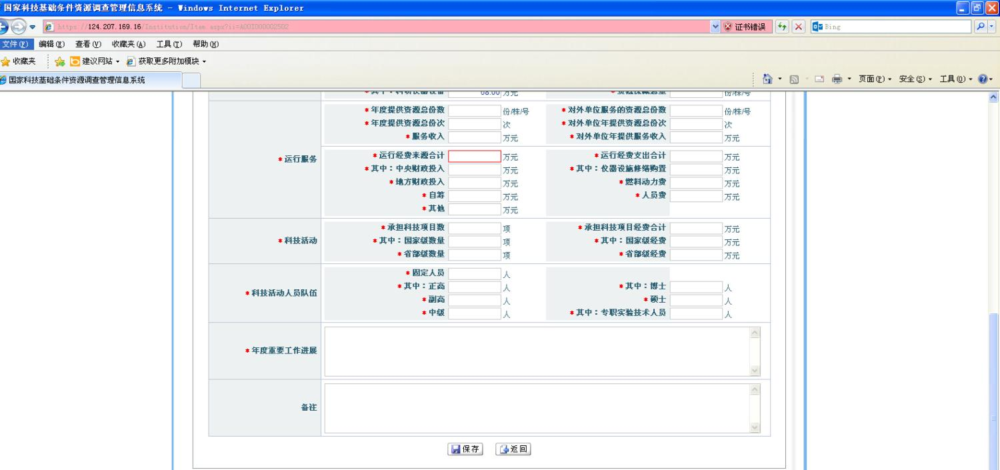 国家科技基础条件资源调查管理信息系统 - Windows Internet Explorer
https://124.207.169.16/Institution/Item.aspx?ii=A001000002502 证书错误 Bing
文件(F) 编辑(E) 查看(V) 收藏夹(A) 工具(T) 帮助(H)
收藏夹 建议网站 获取更多附加模块
国家科技基础条件资源调查管理信息系统 页面(P) 安全(S) 工具(O)
*其中：科研仪器设备 68.00 万元 *资源保藏总量 份/株/号
*年度提供资源总份数 份/株/号 *对外单位服务的资源总份数 份/株/号
*年度提供资源总份次 次 *对外单位年提供资源总份次 次
*服务收入 万元 *对外单位年提供服务收入 万元
*运行服务
*运行经费来源合计 万元 *运行经费支出合计 万元
*其中：中央财政投入 万元 *其中：仪器设施修缮购置 万元
*地方财政投入 万元 *燃料动力费 万元
*自筹 万元 *人员费 万元
*其他 万元
*承担科技项目数 项 *承担科技项目经费合计 万元
*科技活动 *其中：国家级数量 项 *其中：国家级经费 万元
*省部级数量 项 *省部级经费 万元
*固定人员 人
*其中：正高 人 *其中：博士 人
*科技活动人员队伍
*副高 人 *硕士 人
*中级 人 *其中：专职实验技术人员 人
*年度重要工作进展
备注
保存 返回